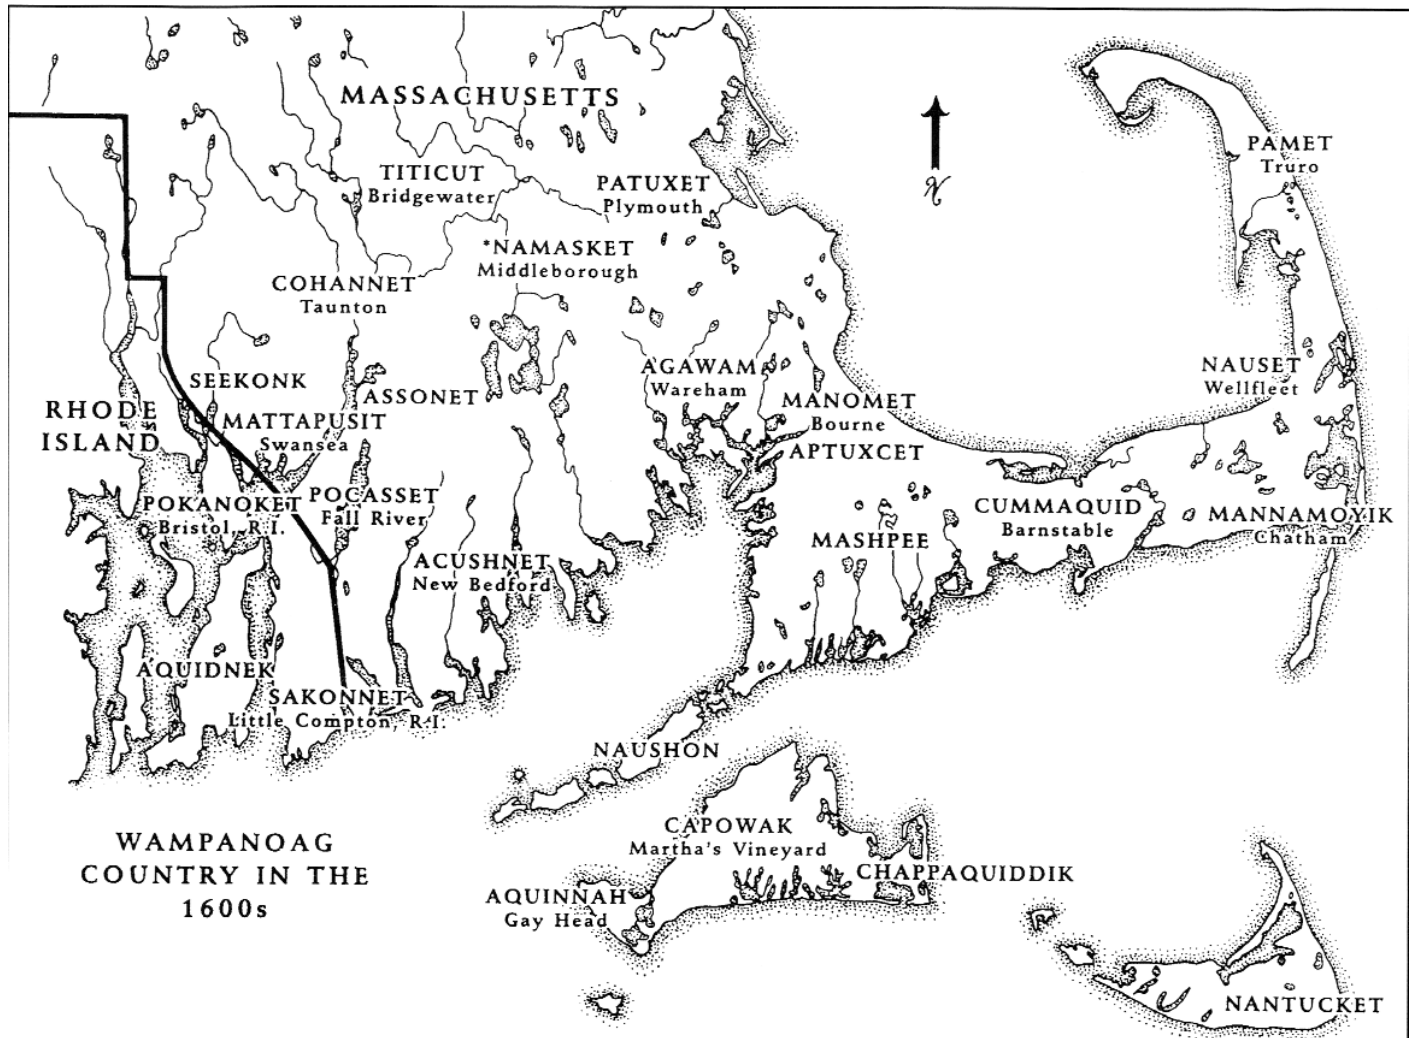 MASSACHUSETTS
PAMET
Truro
TITICUT
Bridgewater
PATUXET
Plymouth
N
*NAMASKET
Middleborough
COHANNET
Taunton
SEEKONK
ASSONET
AGAWAM
Wareham
NAUSET
Wellfleet
RHODE
ISLAND
MATTAPUSIT
Swansea
MANOMET
Bourne
APTUXCET
POKANOKET
Bristol, R.I.
POCASSET
Fall River
CUMMAQUID
Barnstable
MANNAMOYIK
Chatham
MASHPEE
ACUSHNET
New Bedford
AQUIDNEK
SAKONNET
Little Compton, R.I.
NAUSHON
WAMPANOAG
COUNTRY IN THE
1600s
CAPOWAK
Martha's Vineyard
CHAPPAQUIDDIK
AQUINNAH
Gay Head
NANTUCKET